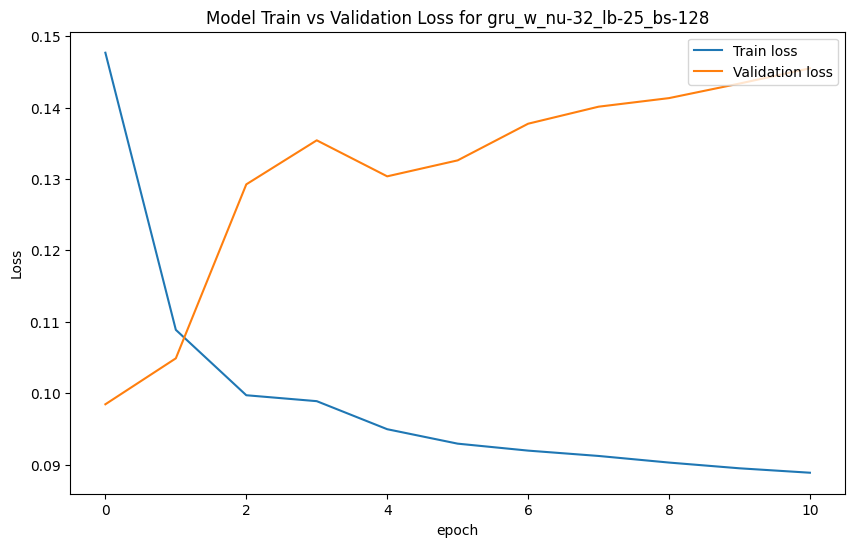 Model Train vs Validation Loss for gru_w_nu-32_lb-25_bs-128
Train loss
Validation loss
0.15
0.14
0.13
0.12
0.11
0.10
0.09
Loss
0 2 4 6 8 10
epoch